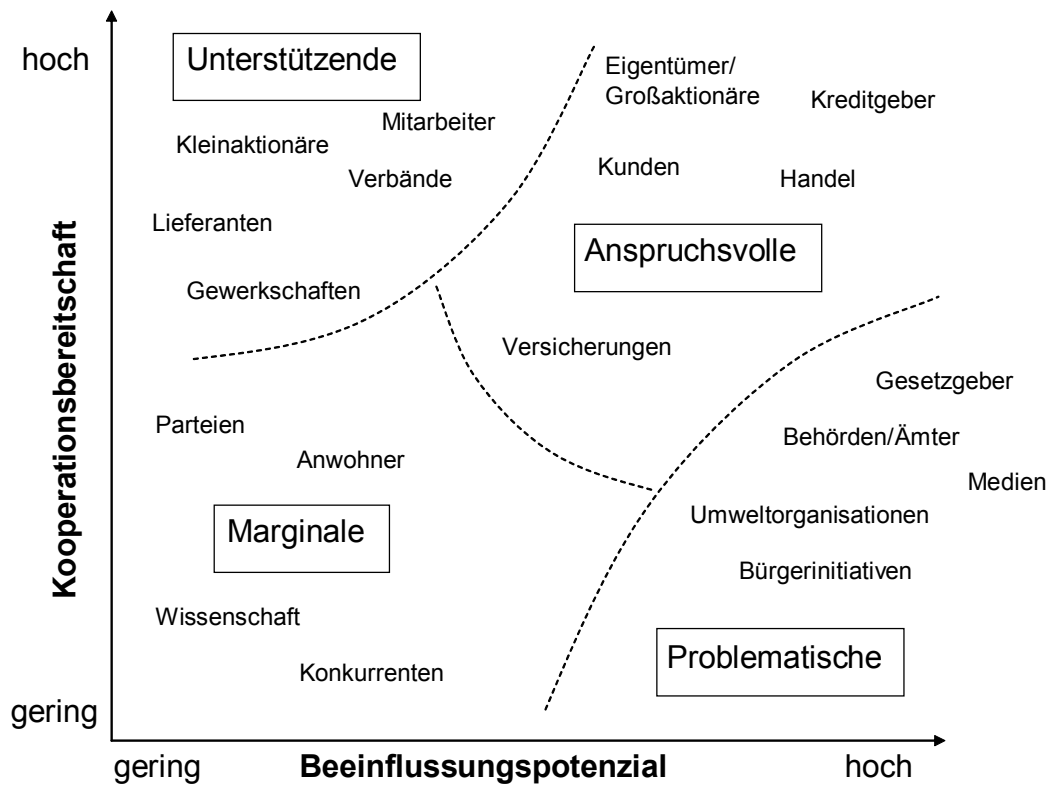 hoch
Unterstützende
Eigentümer/
Großaktionäre
Kreditgeber
Mitarbeiter
Kleinaktionäre
Verbände
Kunden
Handel
Lieferanten
Anspruchsvolle
Gewerkschaften
Versicherungen
Gesetzgeber
Parteien
Behörden/Ämter
Anwohner
Medien
Umweltorganisationen
Marginale
Bürgerinitiativen
Wissenschaft
Problematische
Konkurrenten
Kooperationsbereitschaft
gering
gering
Beeinflussungspotenzial
hoch